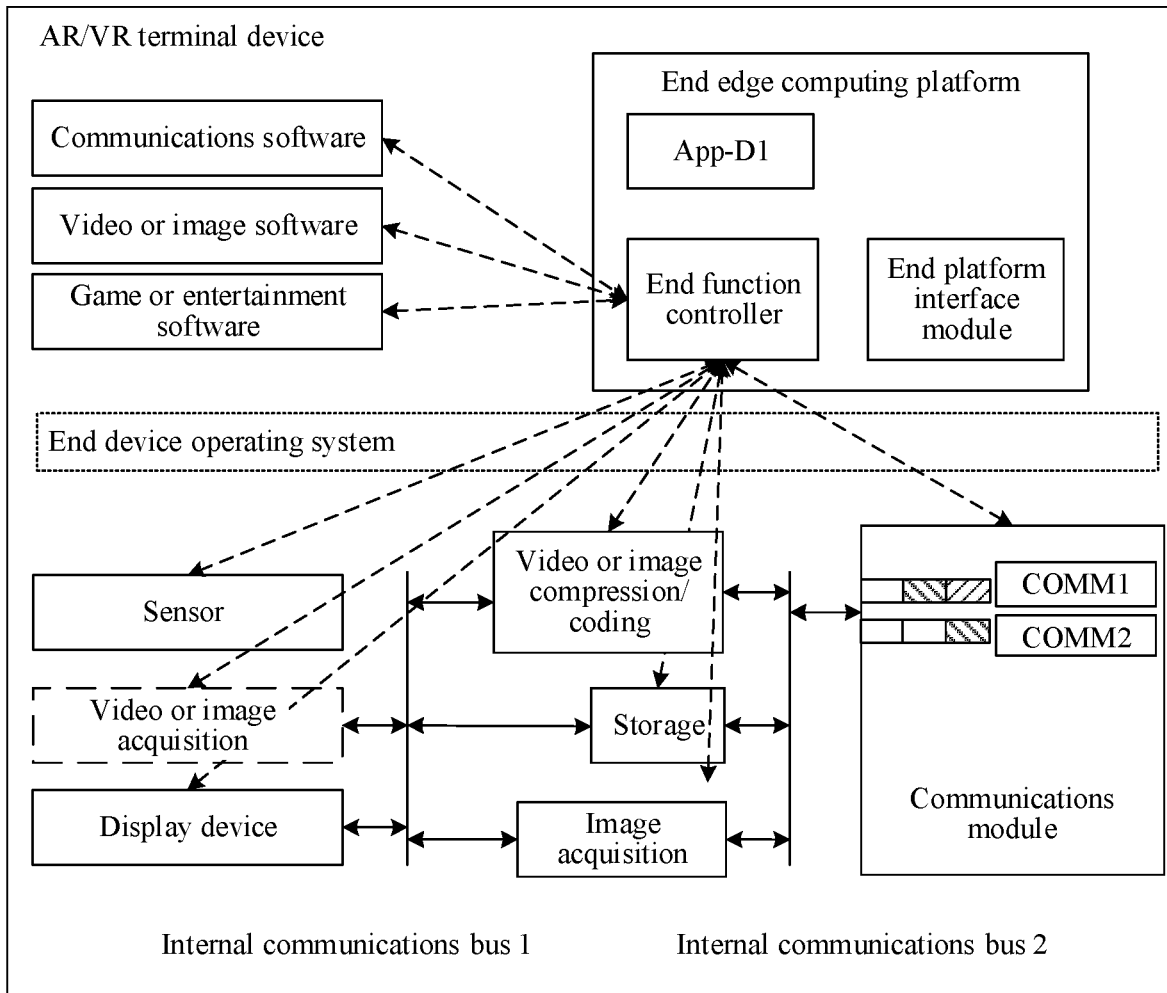 AR/VR terminal device
End edge computing platform
Communications software
App-D1
Video or image software
Game or entertainment
software
End function
controller
End platform
interface
module
End device operating system
Sensor
Video or image
compression/
coding
COMM1
COMM2
Video or image
acquisition
Storage
Display device
Image
acquisition
Communications
module
Internal communications bus 1
Internal communications bus 2